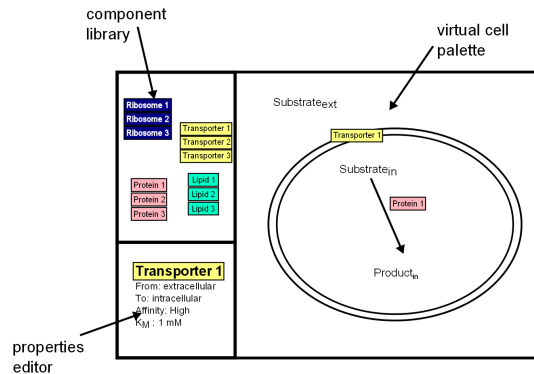 component
library
virtual cell
palette
Ribosome 1
Ribosome 2
Ribosome 3
Transporter 1
Transporter 2
Transporter 3
Protein 1
Protein 2
Protein 3
Lipid 1
Lipid 2
Lipid 3
Substrate_ext
Transporter 1
Substrate_in
Protein 1
Product_in
Transporter 1
From: extracellular
To: intracellular
Affinity: High
K_M : 1 mM
properties
editor